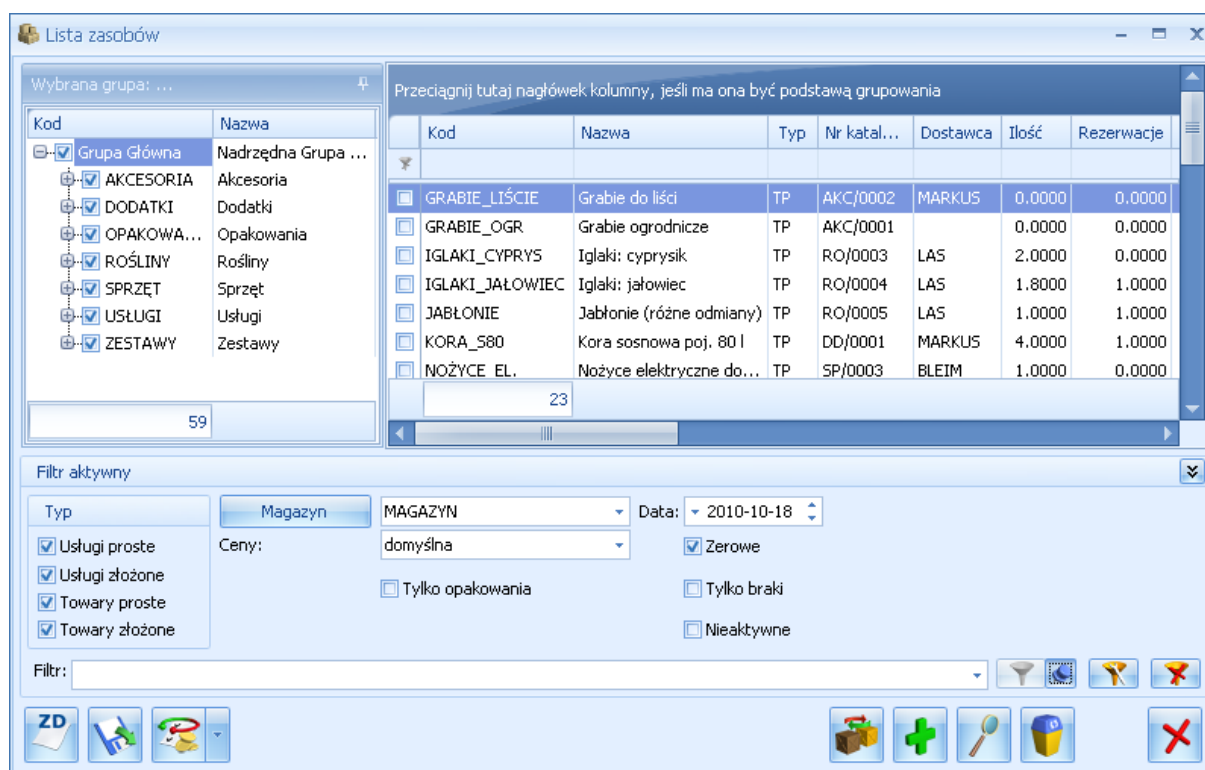 Lista zasobów
Wybrana grupa: ...
Kod Nazwa
Grupa Główna Nadrzędna Grupa ...
AKCESORIA Akcesoria
DODATKI Dodatki
OPAKOWA... Opakowania
ROŚLINY Rośliny
SPRZĘT Sprzęt
USŁUGI Usługi
ZESTAWY Zestawy
59
Przeciągnij tutaj nagłówek kolumny, jeśli ma ona być podstawą grupowania
Kod Nazwa Typ Nr katal... Dostawca Ilość Rezerwacje
GRABIE_LIŚCIE Grabie do liści TP AKC/0002 MARKUS 0.0000 0.0000
GRABIE_OGR Grabie ogrodnicze TP AKC/0001 0.0000 0.0000
IGLAKI_CYPRYS Iglaki: cyprysik TP RO/0003 LAS 2.0000 0.0000
IGLAKI_JAŁOWIEC Iglaki: jałowiec TP RO/0004 LAS 1.8000 1.0000
JABŁONIE Jabłonie (różne odmiany) TP RO/0005 LAS 1.0000 1.0000
KORA_S80 Kora sosnowa poj. 80 l TP DD/0001 MARKUS 4.0000 1.0000
NOŻYCE_EL. Nożyce elektryczne do... TP SP/0003 BLEIM 1.0000 0.0000
23
Filtr aktywny
Typ
Usługi proste
Usługi złożone
Towary proste
Towary złożone
Magazyn MAGAZYN Data: 2010-10-18
Ceny: domyślna Zerowe
Tylko opakowania Tylko braki
Nieaktywne
Filtr:
ZD